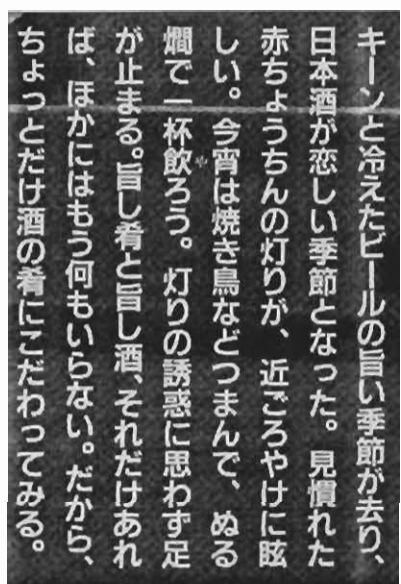 キーンと冷えたビールの旨い季節が去り、
日本酒が恋しい季節となった。見慣れた
赤ちょうちんの灯りが、近ごろやけに眩
しい。今宵は焼き鳥などつまんで、ぬる
燗で一杯飲ろう。灯りの誘惑に思わず足
が止まる。旨し肴と旨し酒、それだけあれ
ば、ほかにはもう何もいらない。だから、
ちょっとだけ酒の肴にこだわってみる。